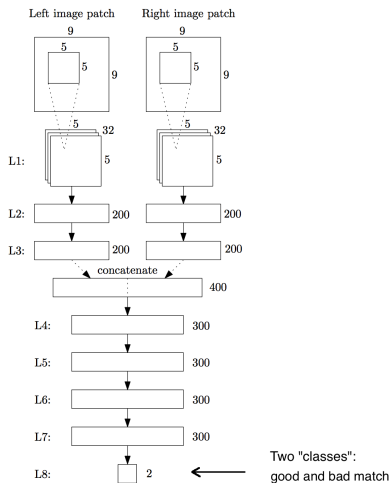 Left image patch Right image patch
9 9
5 5
5 9 5 9
5 32 5 32
L1: 5 5
L2: 200 200
L3: 200 200
concatenate
400
L4: 300
L5: 300
L6: 300
L7: 300
Two "classes":
L8: 2 good and bad match